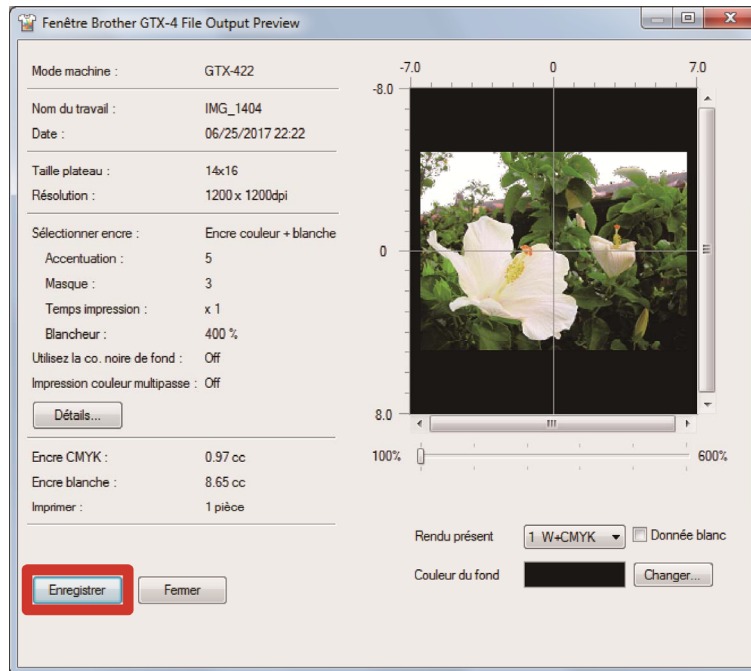 Fenêtre Brother GTX-4 File Output Preview
Mode machine : GTX-422
Nom du travail : IMG_1404
Date : 06/25/2017 22:22
Taille plateau : 14x16
Résolution : 1200 x 1200dpi
Sélectionner encre : Encre couleur + blanche
Accentuation : 5
Masque : 3
Temps impression : x 1
Blancheur : 400 %
Utilisez la co. noire de fond : Off
Impression couleur multipasse : Off
Détails...
Encre CMYK : 0.97 cc
Encre blanche : 8.65 cc
Imprimer : 1 pièce
Enregistrer Fermer
-7.0 0 7.0
-8.0
0
8.0
100% 600%
Rendu présent 1 W+CMYK Donnée blanc
Couleur du fond Changer...